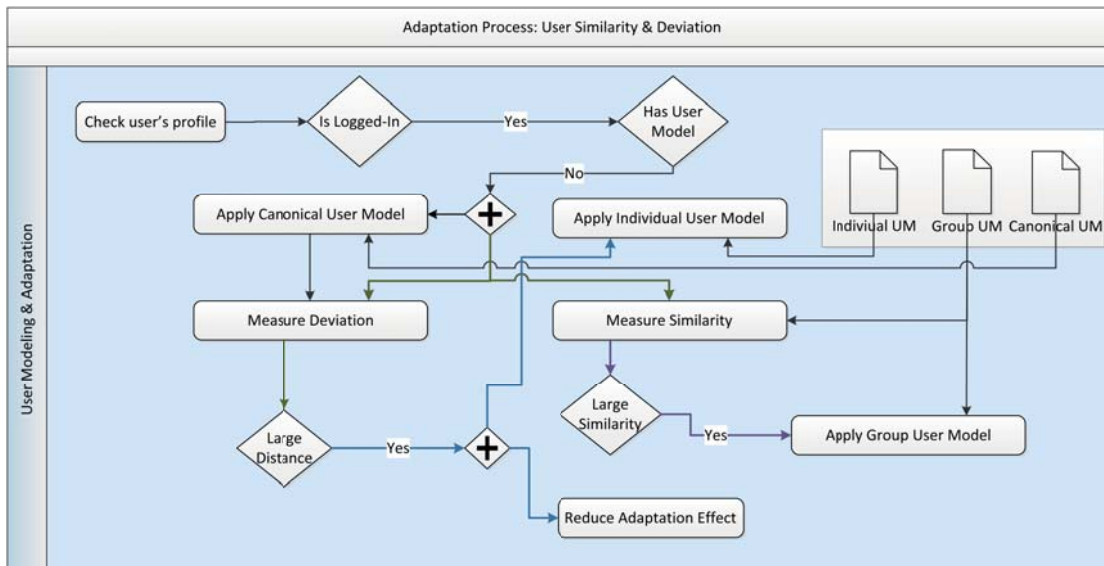 Adaptation Process: User Similarity & Deviation
User Modeling & Adaptation
Check user's profile
Is Logged-In
Yes
Has User
Model
No
Apply Canonical User Model
Apply Individual User Model
Indiviual UM
Group UM
Canonical UM
Measure Deviation
Measure Similarity
Large
Distance
Yes
Large
Similarity
Yes
Apply Group User Model
Reduce Adaptation Effect